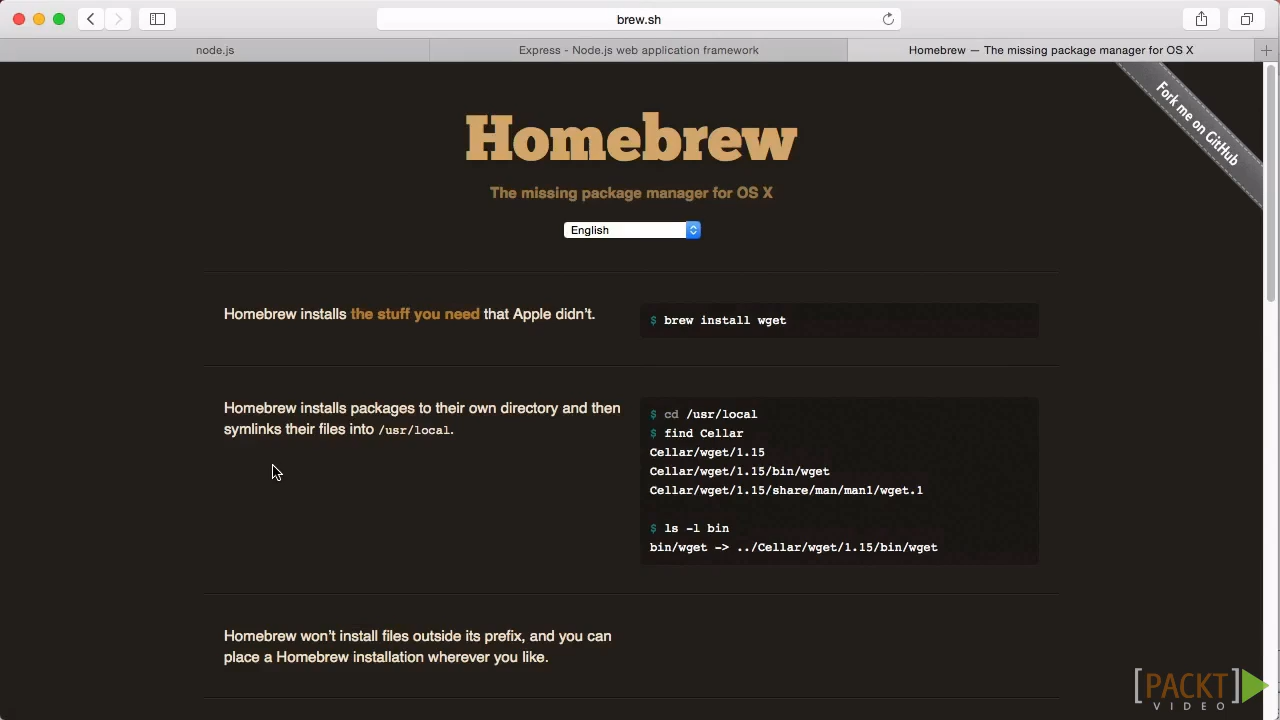 brew.sh
node.js
Express - Node.js web application framework
Homebrew — The missing package manager for OS X
Fork me on GitHub
Homebrew
The missing package manager for OS X
English
Homebrew installs the stuff you need that Apple didn't.
$ brew install wget
Homebrew installs packages to their own directory and then
symlinks their files into /usr/local.
$ cd /usr/local
$ find Cellar
Cellar/wget/1.15
Cellar/wget/1.15/bin/wget
Cellar/wget/1.15/share/man/man1/wget.1
$ ls -l bin
bin/wget -> ../Cellar/wget/1.15/bin/wget
Homebrew won't install files outside its prefix, and you can
place a Homebrew installation wherever you like.
[PACKT]
VIDEO